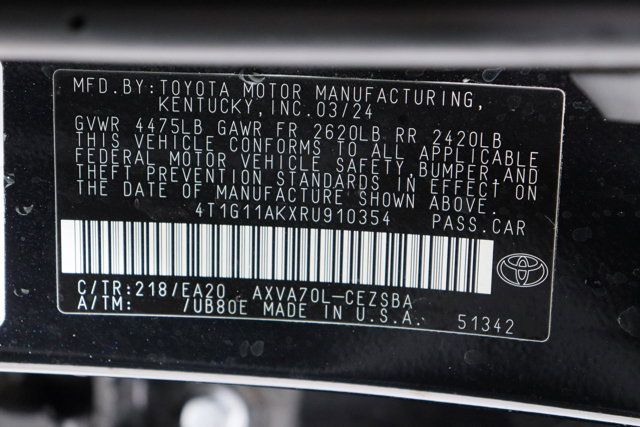 MFD.BY:TOYOTA MOTOR MANUFACTURING,
KENTUCKY,INC.03/24
GVWR 4475LB GAWR FR 2620LB RR 2420LB
THIS VEHICLE CONFORMS TO ALL APPLICABLE
FEDERAL MOTOR VEHICLE SAFETY,BUMPER,AND
THEFT PREVENTION STANDARDS IN EFFECT ON
THE DATE OF MANUFACTURE SHOWN ABOVE.
4T1G11AKXRU910354 PASS.CAR
C/TR:218/EA20 AXVA70L-CEZSBA
A/TM: /UB80E MADE IN U.S.A.
51342